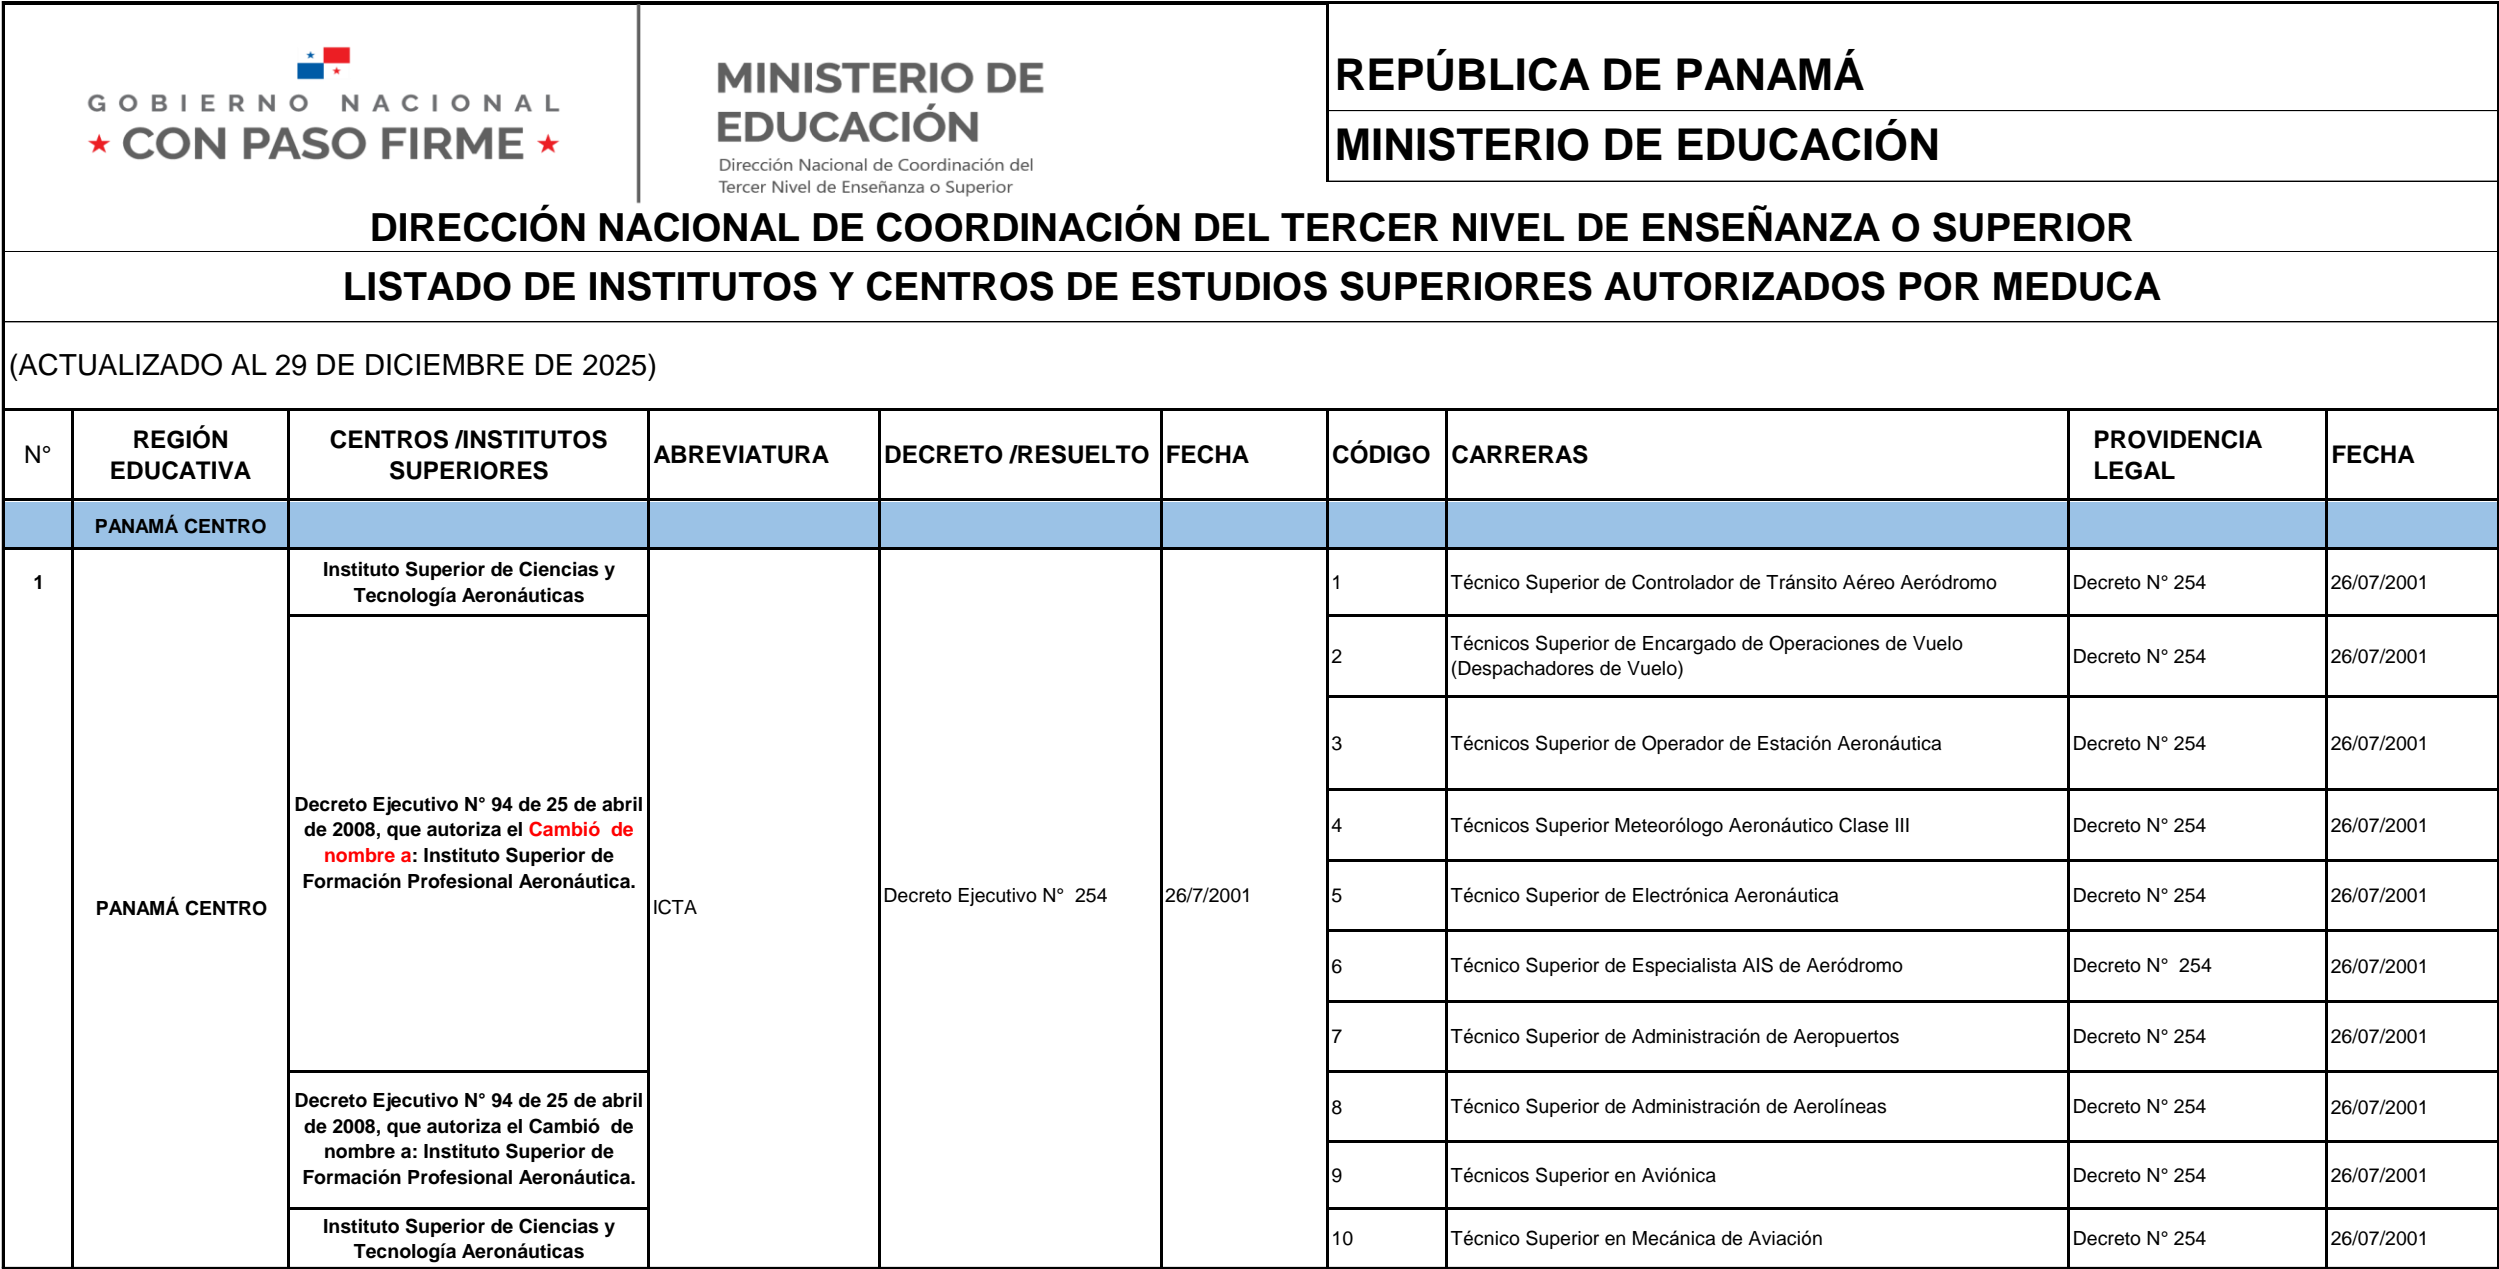 GOBIERNO NACIONAL
★ CON PASO FIRME ★
MINISTERIO DE
EDUCACIÓN
Dirección Nacional de Coordinación del
Tercer Nivel de Enseñanza o Superior
REPÚBLICA DE PANAMÁ
MINISTERIO DE EDUCACIÓN
DIRECCIÓN NACIONAL DE COORDINACIÓN DEL TERCER NIVEL DE ENSEÑANZA O SUPERIOR
LISTADO DE INSTITUTOS Y CENTROS DE ESTUDIOS SUPERIORES AUTORIZADOS POR MEDUCA
(ACTUALIZADO AL 29 DE DICIEMBRE DE 2025)
N°
REGIÓN
EDUCATIVA
CENTROS /INSTITUTOS
SUPERIORES
ABREVIATURA
DECRETO /RESUELTO
FECHA
CÓDIGO
CARRERAS
PROVIDENCIA
LEGAL
FECHA
PANAMÁ CENTRO
1
PANAMÁ CENTRO
Instituto Superior de Ciencias y
Tecnología Aeronáuticas
Decreto Ejecutivo N° 94 de 25 de abril
de 2008, que autoriza el Cambió  de
nombre a: Instituto Superior de
Formación Profesional Aeronáutica.
Decreto Ejecutivo N° 94 de 25 de abril
de 2008, que autoriza el Cambió  de
nombre a: Instituto Superior de
Formación Profesional Aeronáutica.
Instituto Superior de Ciencias y
Tecnología Aeronáuticas
ICTA
Decreto Ejecutivo N°  254
26/7/2001
1 Técnico Superior de Controlador de Tránsito Aéreo Aeródromo Decreto N° 254 26/07/2001
2 Técnicos Superior de Encargado de Operaciones de Vuelo
(Despachadores de Vuelo) Decreto N° 254 26/07/2001
3 Técnicos Superior de Operador de Estación Aeronáutica Decreto N° 254 26/07/2001
4 Técnicos Superior Meteorólogo Aeronáutico Clase III Decreto N° 254 26/07/2001
5 Técnico Superior de Electrónica Aeronáutica Decreto N° 254 26/07/2001
6 Técnico Superior de Especialista AIS de Aeródromo Decreto N°  254 26/07/2001
7 Técnico Superior de Administración de Aeropuertos Decreto N° 254 26/07/2001
8 Técnico Superior de Administración de Aerolíneas Decreto N° 254 26/07/2001
9 Técnicos Superior en Aviónica Decreto N° 254 26/07/2001
10 Técnico Superior en Mecánica de Aviación Decreto N° 254 26/07/2001